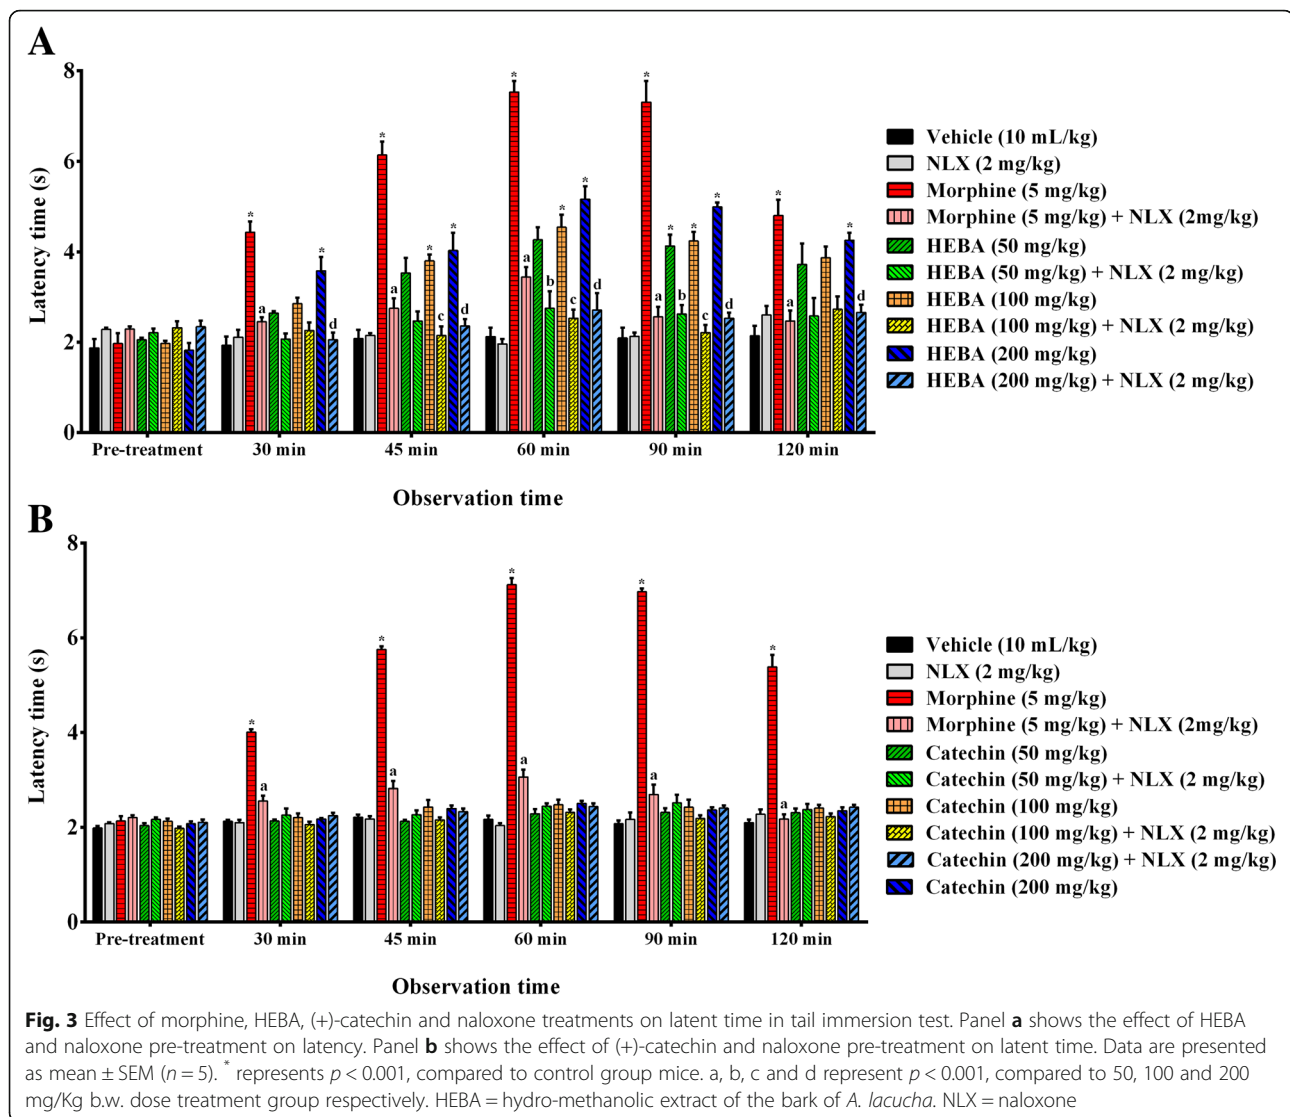 A
8
6
4
2
0
Latency time (s)
* * * * * * * * * * * * * * *
a a a a a
b b
c c c
d d d d d
Pre-treatment 30 min 45 min 60 min 90 min 120 min
Observation time
Vehicle (10 mL/kg)
NLX (2 mg/kg)
Morphine (5 mg/kg)
Morphine (5 mg/kg) + NLX (2mg/kg)
HEBA (50 mg/kg)
HEBA (50 mg/kg) + NLX (2 mg/kg)
HEBA (100 mg/kg)
HEBA (100 mg/kg) + NLX (2 mg/kg)
HEBA (200 mg/kg)
HEBA (200 mg/kg) + NLX (2 mg/kg)
B
8
6
4
2
0
Latency time (s)
* * * * *
a a a a a
Pre-treatment 30 min 45 min 60 min 90 min 120 min
Observation time
Vehicle (10 mL/kg)
NLX (2 mg/kg)
Morphine (5 mg/kg)
Morphine (5 mg/kg) + NLX (2mg/kg)
Catechin (50 mg/kg)
Catechin (50 mg/kg) + NLX (2 mg/kg)
Catechin (100 mg/kg)
Catechin (100 mg/kg) + NLX (2 mg/kg)
Catechin (200 mg/kg) + NLX (2 mg/kg)
Catechin (200 mg/kg)
Fig. 3 Effect of morphine, HEBA, (+)-catechin and naloxone treatments on latent time in tail immersion test. Panel a shows the effect of HEBA
and naloxone pre-treatment on latency. Panel b shows the effect of (+)-catechin and naloxone pre-treatment on latent time. Data are presented
as mean ± SEM (n = 5). * represents p < 0.001, compared to control group mice. a, b, c and d represent p < 0.001, compared to 50, 100 and 200
mg/Kg b.w. dose treatment group respectively. HEBA = hydro-methanolic extract of the bark of A. lacucha. NLX = naloxone